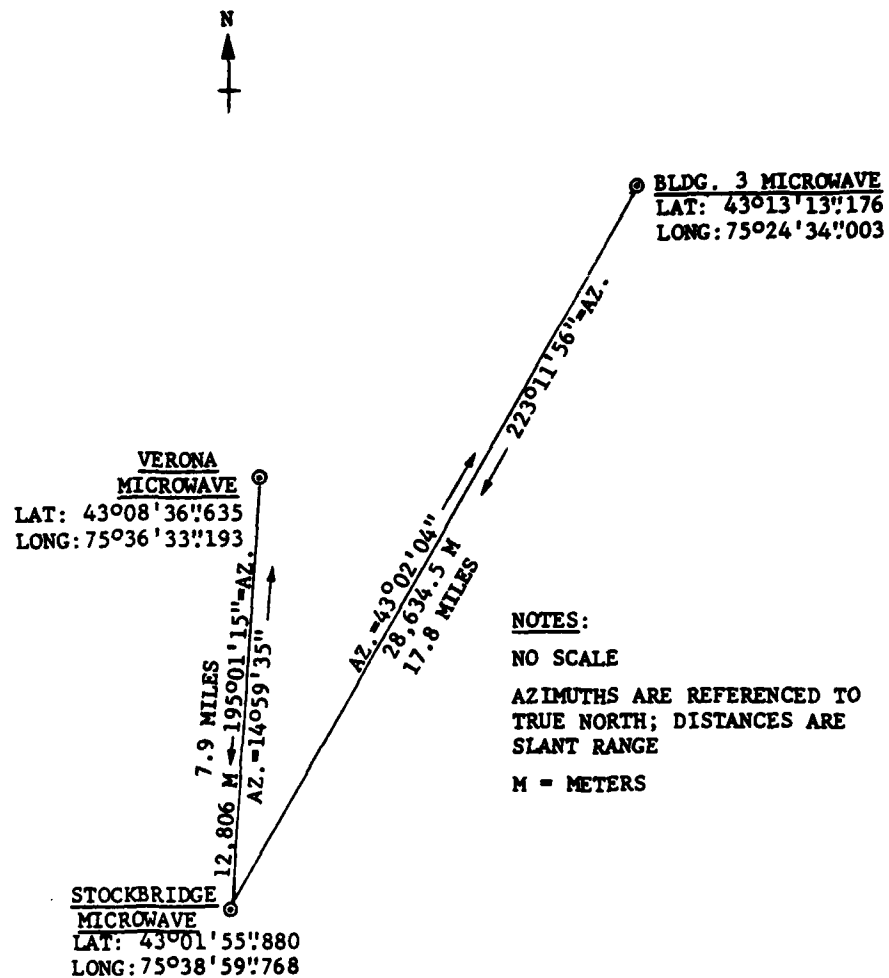 N
BLDG. 3 MICROWAVE
LAT: 43°13'13".176
LONG:75°24'34".003
223°11'56"=AZ.
AZ.=43°02'04"
28,634.5 M
17.8 MILES
VERONA
MICROWAVE
LAT: 43°08'36".635
LONG:75°36'33".193
7.9 MILES
12,806 M
195°01'15"=AZ.
AZ.=14°59'35"
NOTES:
NO SCALE
AZIMUTHS ARE REFERENCED TO
TRUE NORTH; DISTANCES ARE
SLANT RANGE
M = METERS
STOCKBRIDGE
MICROWAVE
LAT: 43°01'55".880
LONG:75°38'59".768